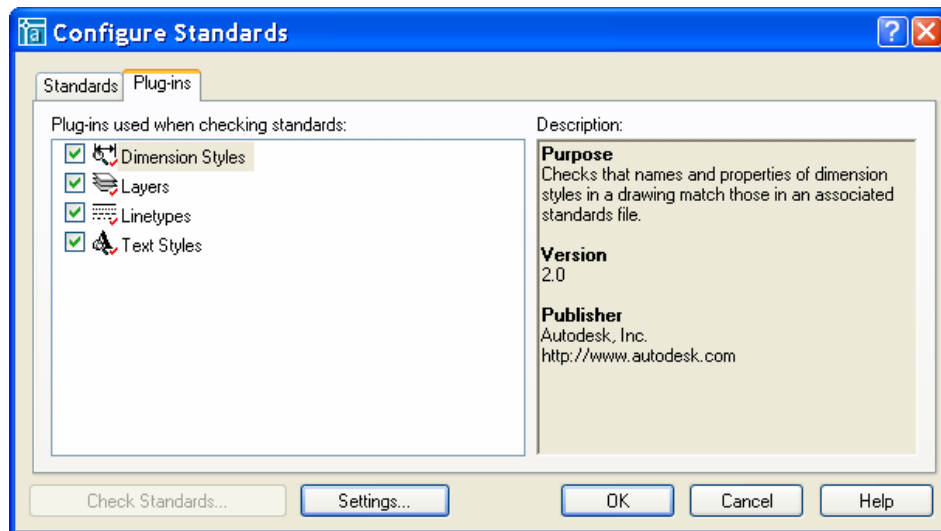 Configure Standards
Standards
Plug-ins
Plug-ins used when checking standards:
Dimension Styles
Layers
Linetypes
Text Styles
Description:
Purpose
Checks that names and properties of dimension
styles in a drawing match those in an associated
standards file.
Version
2.0
Publisher
Autodesk, Inc.
http://www.autodesk.com
Check Standards...
Settings...
OK
Cancel
Help